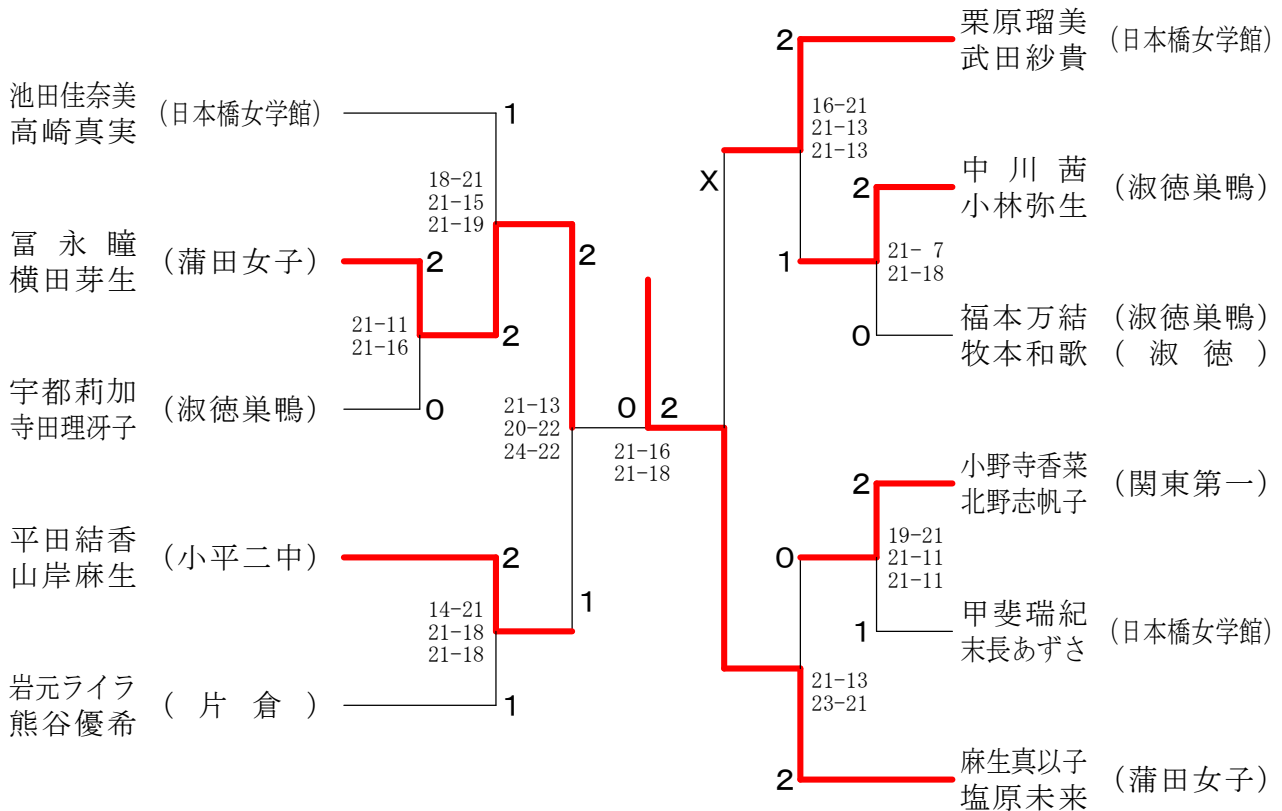 池田佳奈美
高崎真実 (日本橋女学館)
1
18-21
21-15
21-19
冨永瞳
横田芽生 (蒲田女子)
2
2
21-11
21-16
2
宇都莉加
寺田理冴子 (淑徳巣鴨)
0
21-13
20-22
24-22
平田結香
山岸麻生 (小平二中)
2
14-21
21-18
21-18
1
岩元ライラ
熊谷優希 (片倉)
1
0 2
21-16
21-18
栗原瑠美
武田紗貴 (日本橋女学館)
2
16-21
21-13
21-13
X
中川茜
小林弥生 (淑徳巣鴨)
2
1
21- 7
21-18
福本万結 (淑徳巣鴨)
牧本和歌 (淑徳)
0
小野寺香菜
北野志帆子 (関東第一)
2
0
19-21
21-11
21-11
甲斐瑞紀
末長あずさ (日本橋女学館)
1
21-13
23-21
麻生真以子
塩原未来 (蒲田女子)
2